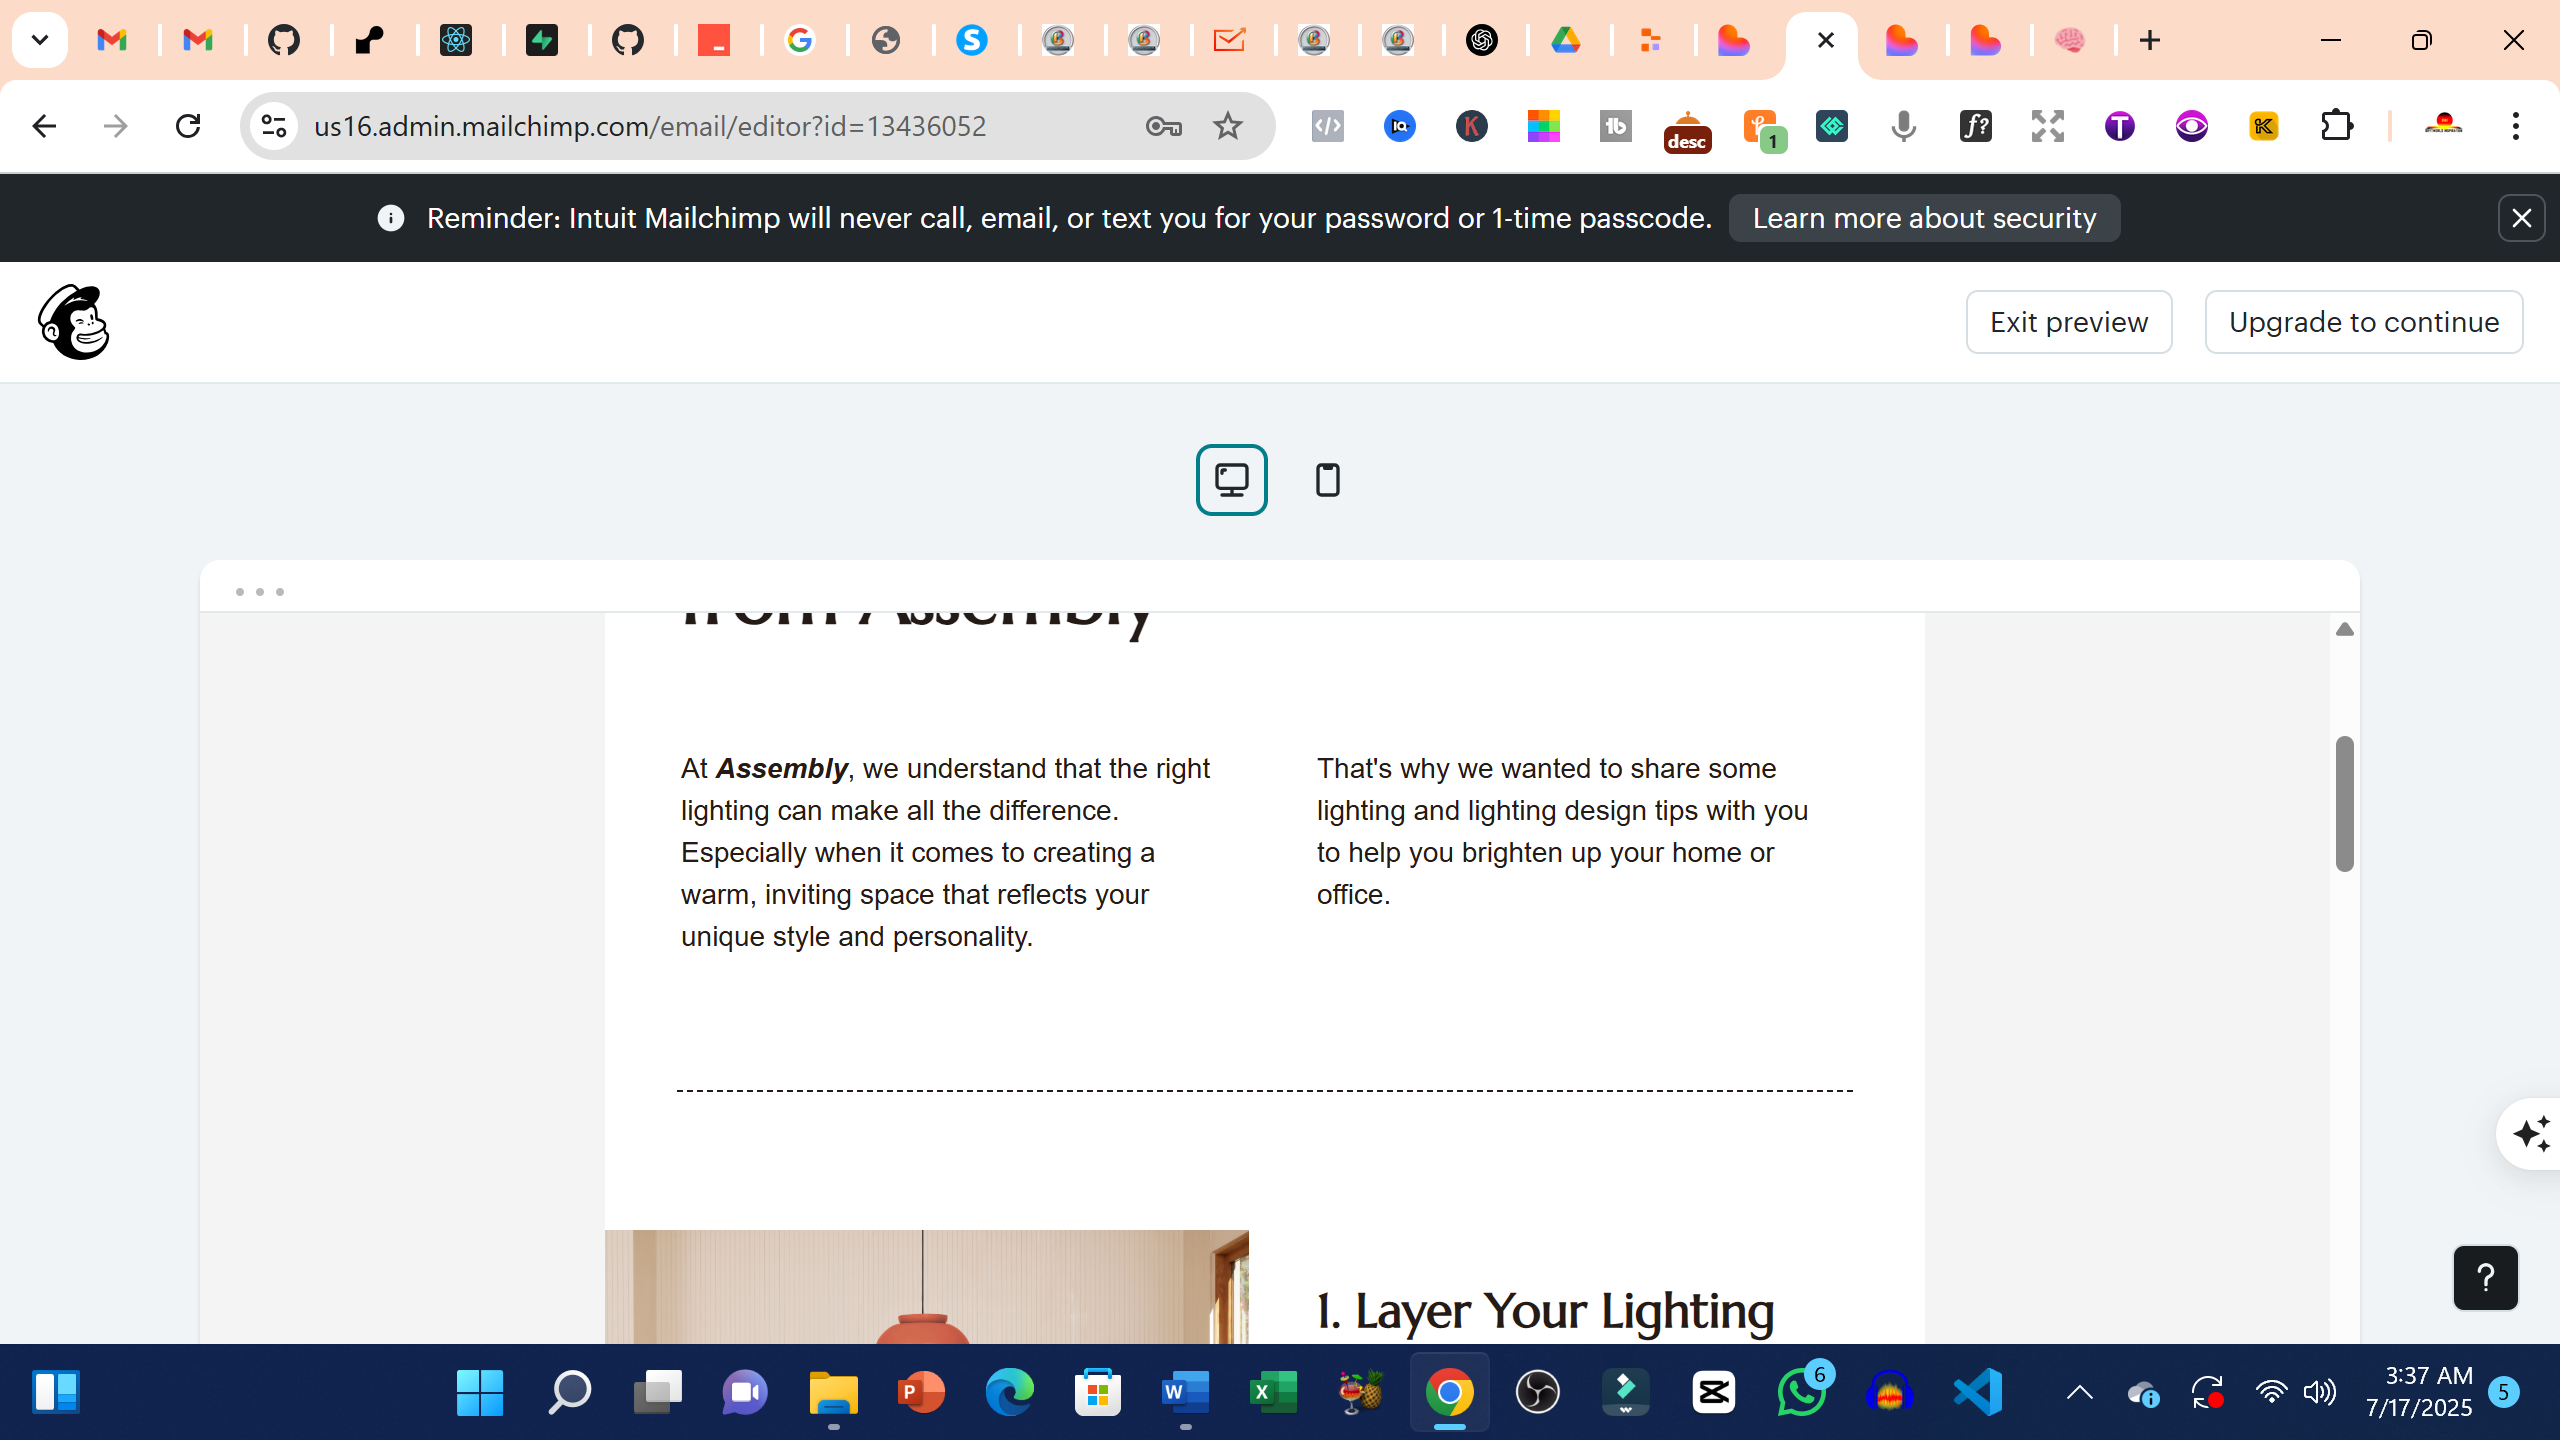 us16.admin.mailchimp.com/email/editor?id=13436052
desc
1
Reminder: Intuit Mailchimp will never call, email, or text you for your password or 1-time passcode. Learn more about security
Exit preview
Upgrade to continue
from Assembly
At Assembly, we understand that the right
lighting can make all the difference.
Especially when it comes to creating a
warm, inviting space that reflects your
unique style and personality.
That's why we wanted to share some
lighting and lighting design tips with you
to help you brighten up your home or
office.
1. Layer Your Lighting
?
6
3:37 AM
7/17/2025
5